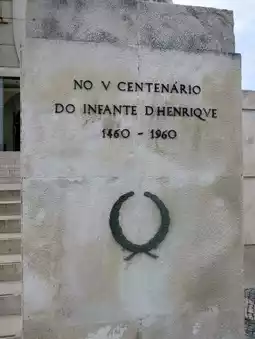 NO V CENTENÁRIO
DO INFANTE D HENRIQVE
1460 - 1960